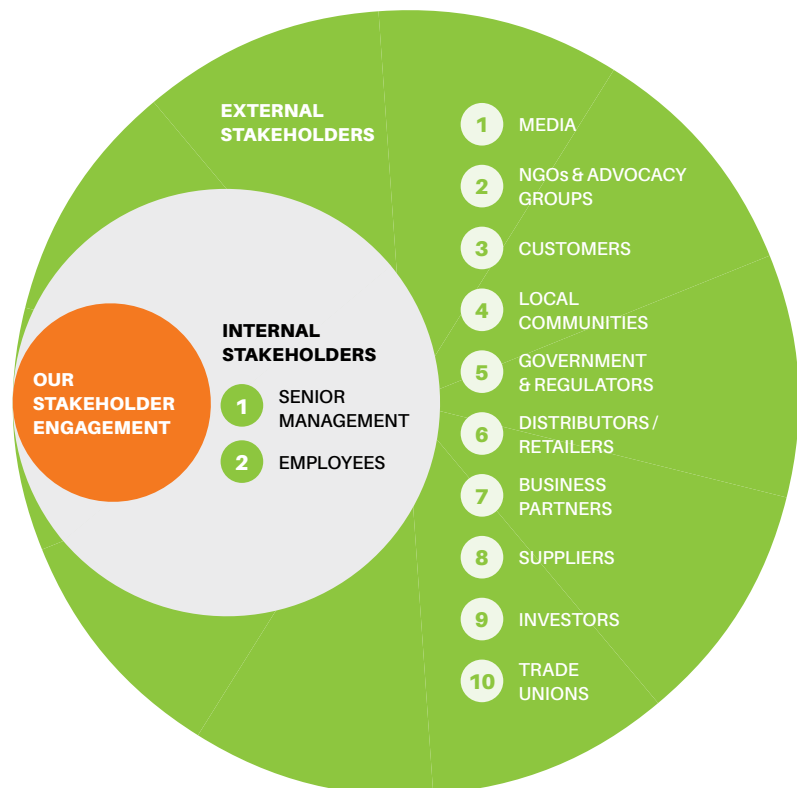 EXTERNAL
STAKEHOLDERS
1 MEDIA
2 NGOs & ADVOCACY
GROUPS
3 CUSTOMERS
4 LOCAL
COMMUNITIES
5 GOVERNMENT
& REGULATORS
6 DISTRIBUTORS /
RETAILERS
7 BUSINESS
PARTNERS
8 SUPPLIERS
9 INVESTORS
10 TRADE
UNIONS
INTERNAL
STAKEHOLDERS
1 SENIOR
MANAGEMENT
2 EMPLOYEES
OUR
STAKEHOLDER
ENGAGEMENT